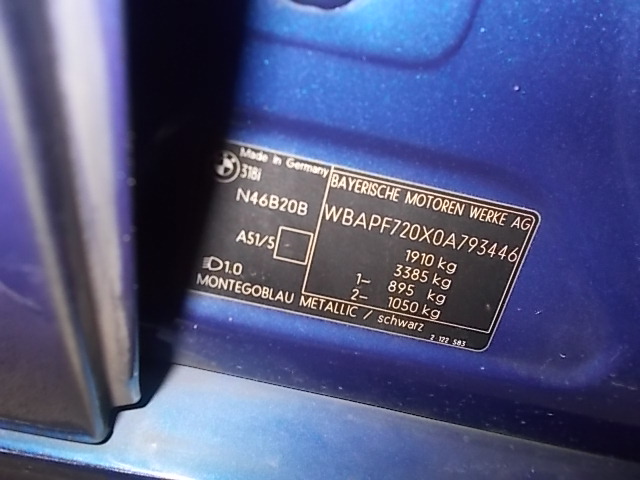 Made in Germany
318i
N46B20B
A51/5
1.0
BAYERISCHE MOTOREN WERKE AG
WBAPF720X0A793446
1910 kg
3385 kg
1– 895 kg
2– 1050 kg
MONTEGOBLAU METALLIC / schwarz
2 122 583